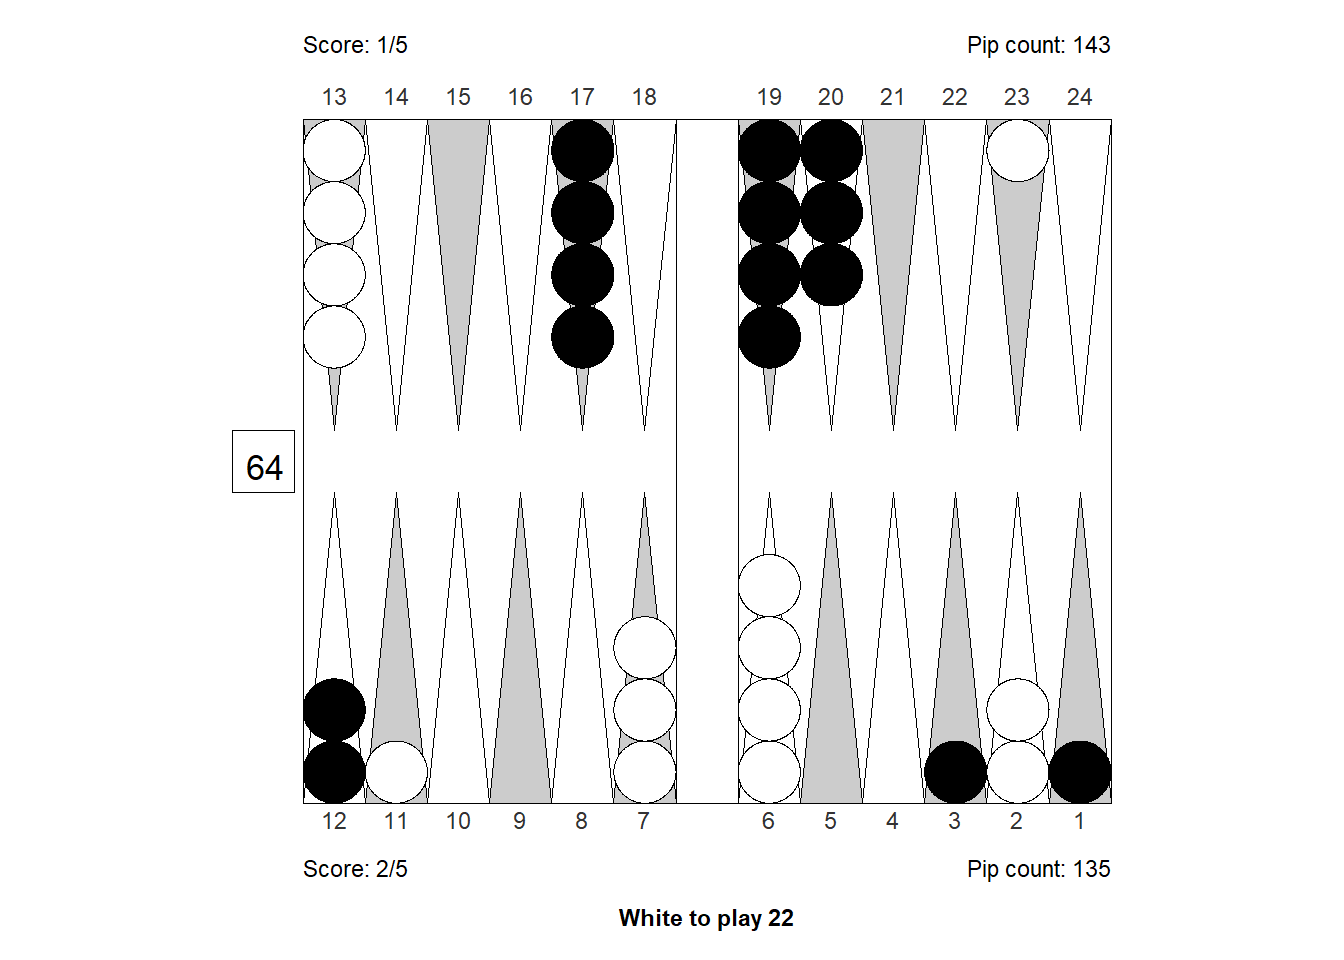 Score: 1/5 Pip count: 143
13 14 15 16 17 18 19 20 21 22 23 24
64
12 11 10 9 8 7 6 5 4 3 2 1
Score: 2/5 Pip count: 135
White to play 22